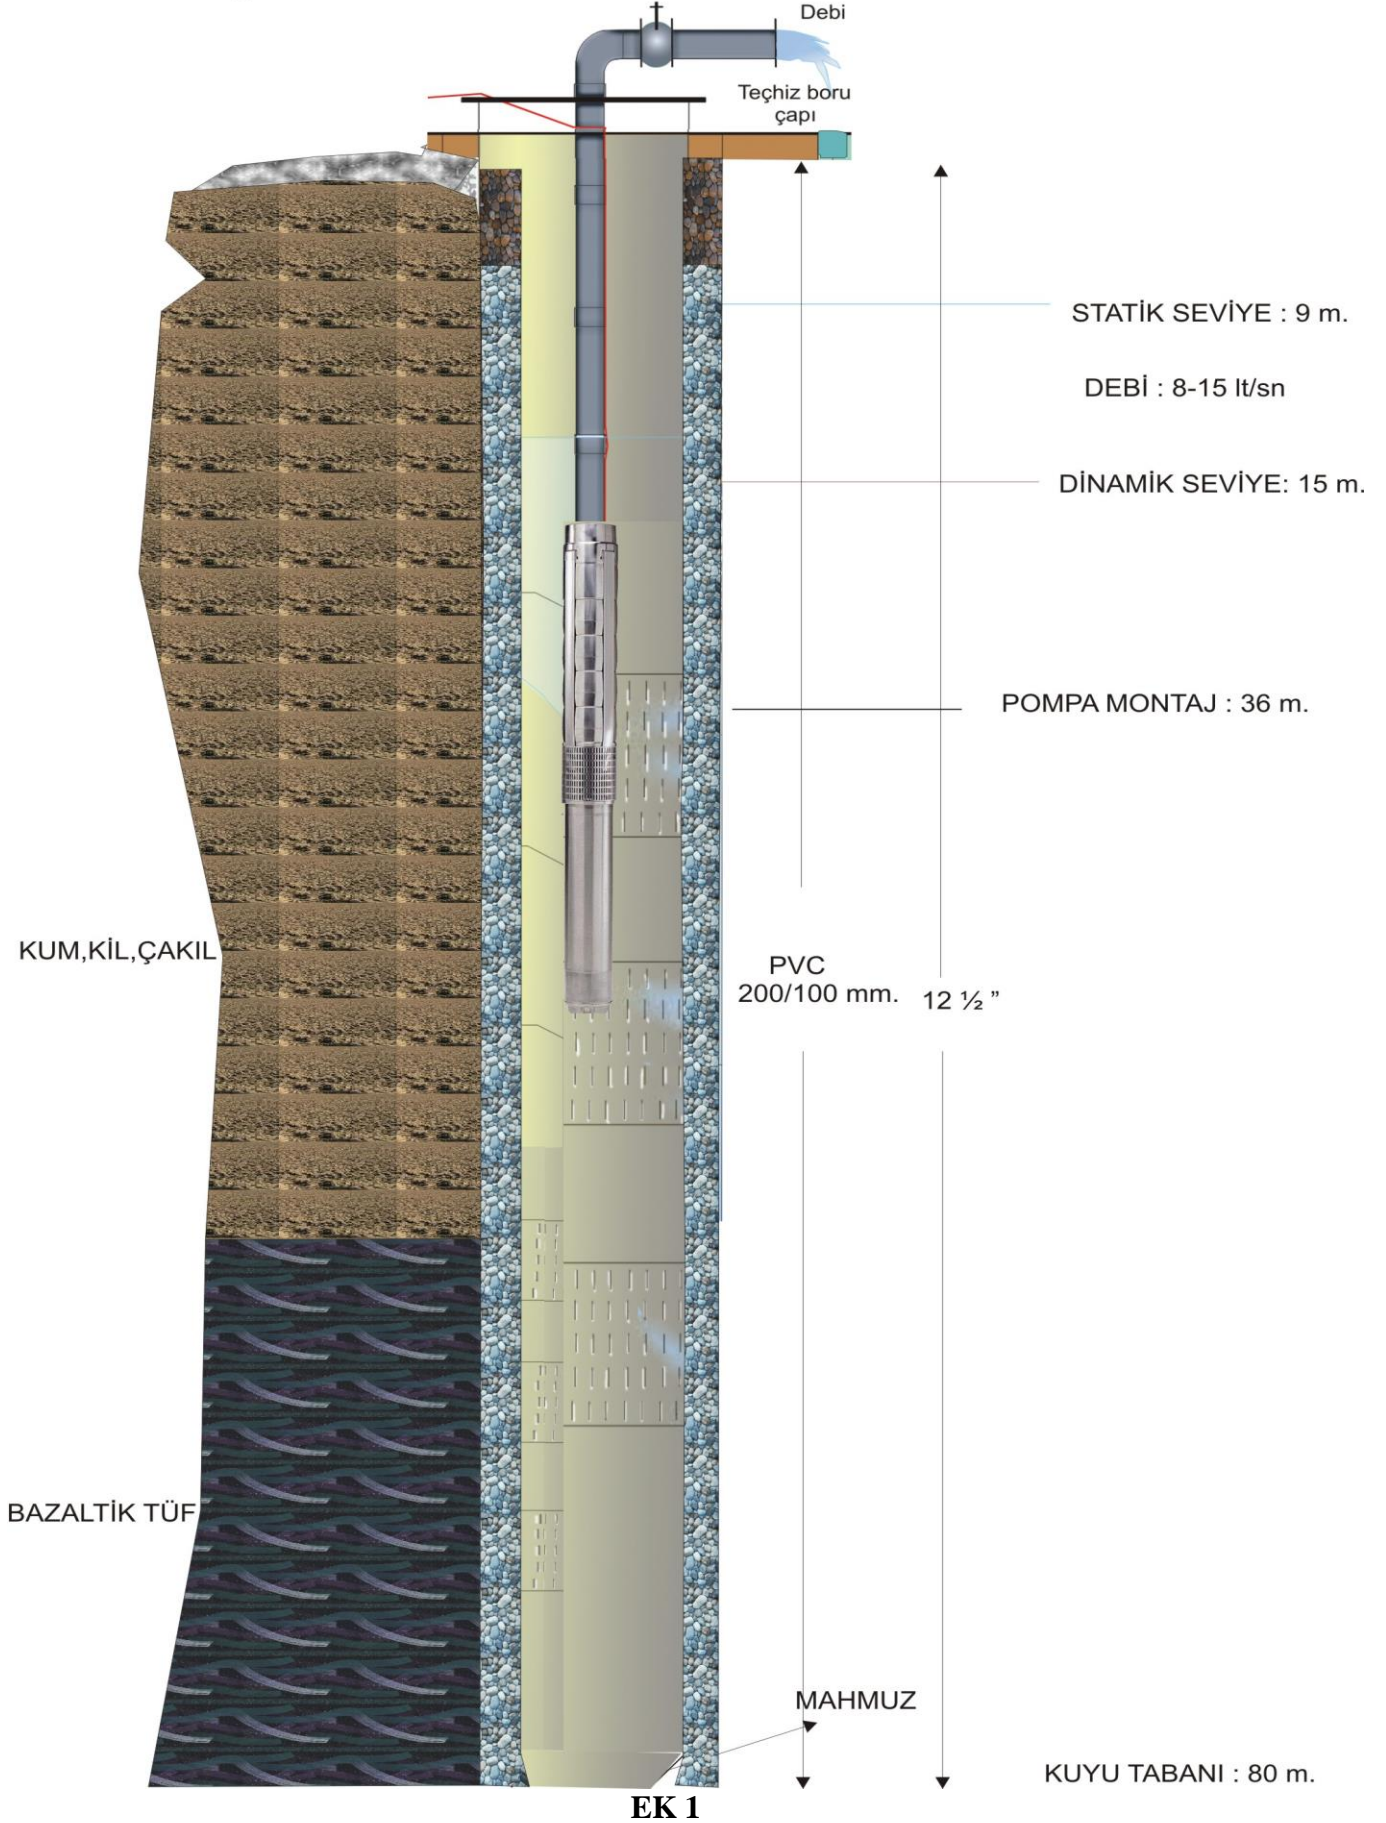 Debi
Teçhiz boru
çapı
STATİK SEVİYE : 9 m.
DEBİ : 8-15 lt/sn
DİNAMİK SEVİYE: 15 m.
POMPA MONTAJ : 36 m.
KUM,KİL,ÇAKIL
PVC
200/100 mm.
12 ½ ”
BAZALTİK TÜF
MAHMUZ
KUYU TABANI : 80 m.
EK 1